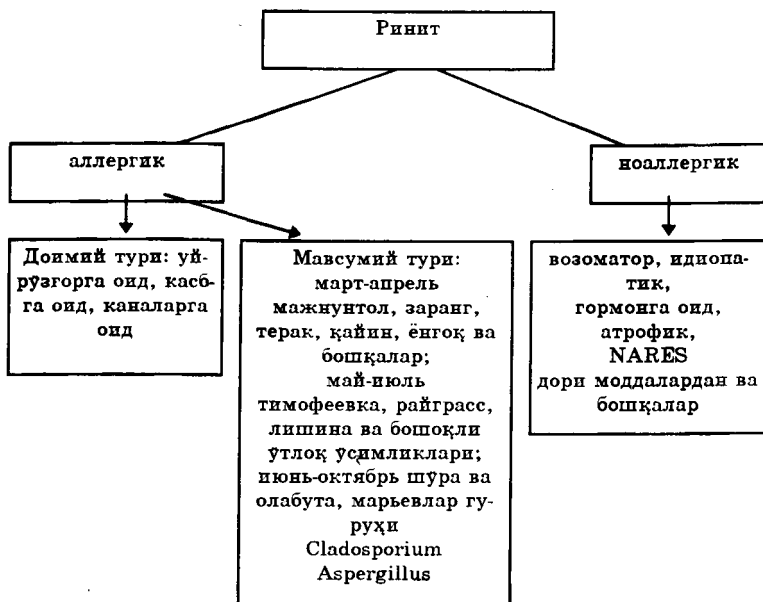 Ринит
аллергик
ноаллергик
Доимий тури: уй-
рўзғорга оид, касб-
га оид, каналарга
оид
Мавсумий тури:
март-апрель
мажнунтол, заранг,
терак, қайин, ёнғоқ ва
бошқалар;
май-июль
тимофеевка, райграсс,
лишина ва бошоқли
ўтлоқ ўсимликлари;
июнь-октябрь шўра ва
олабута, марьевлар гу-
руҳи
Cladosporium
Aspergillus
возоматор, идиопа-
тик,
гормонга оид,
атрофик,
NARES
дори моддалардан ва
бошқалар